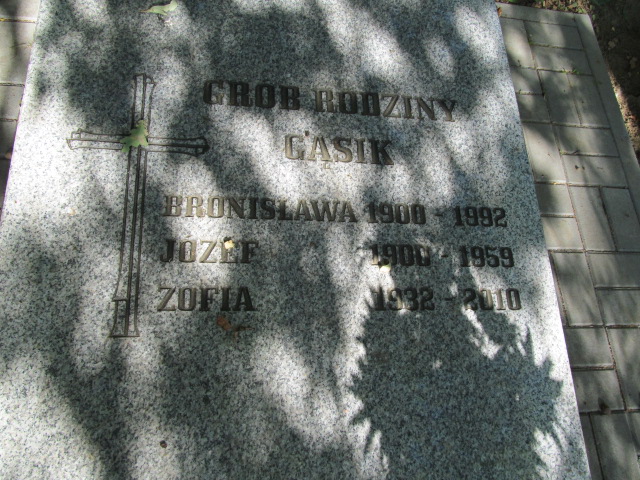 GRÓB RODZINY
GĄSIK
BRONISŁAWA 1900 - 1992
JÓZEF 1900 - 1959
ZOFIA 1932 - 2010